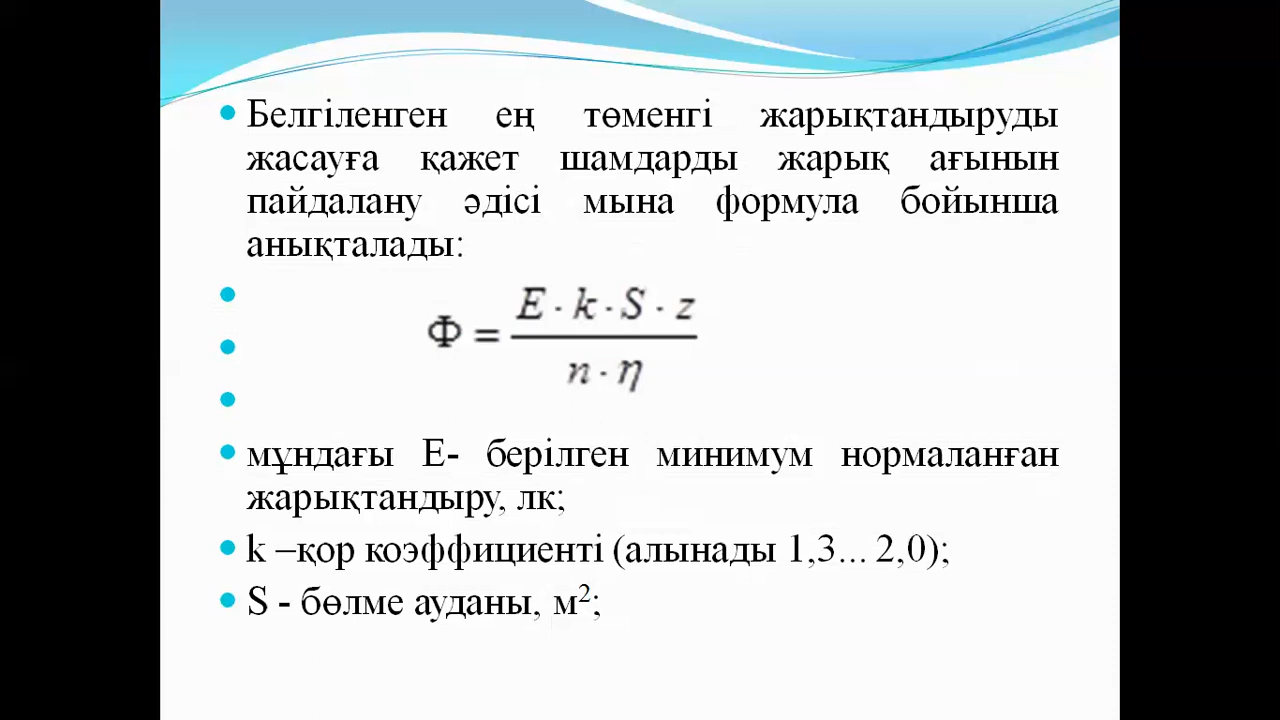 Белгіленген ең төменгі жарықтандыруды
жасауға қажет шамдарды жарық ағынын
пайдалану әдісі мына формула бойынша
анықталады:
Φ = E · k · S · z / n · η
мұндағы E- берілген минимум нормаланған
жарықтандыру, лк;
k –қор коэффициенті (алынады 1,3... 2,0);
S - бөлме ауданы, м²;